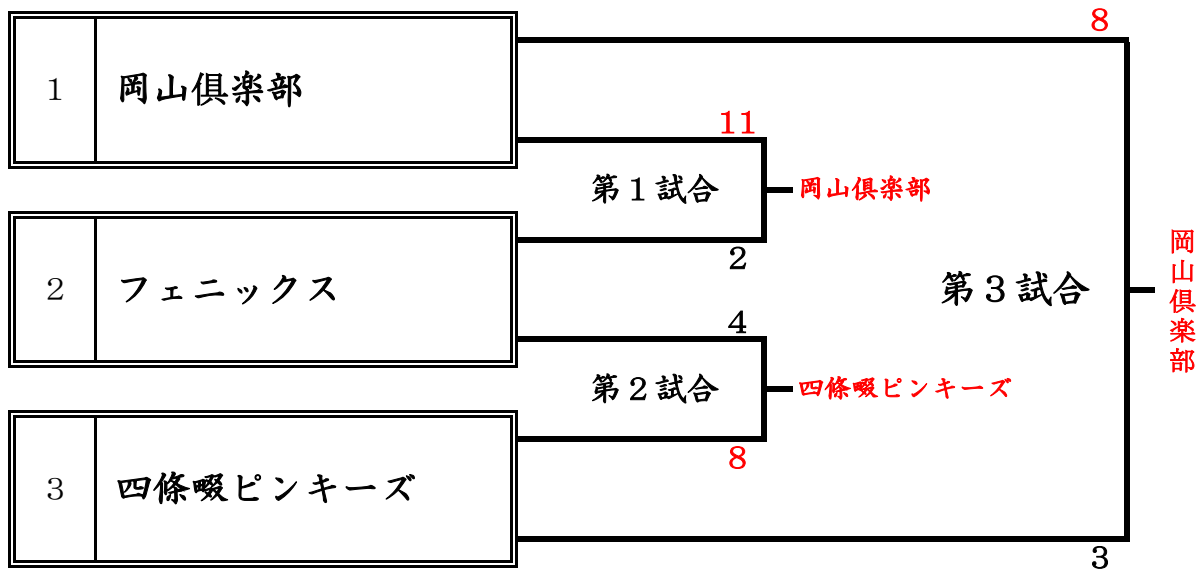 8
1
岡山倶楽部
11
第1試合
岡山倶楽部
2
2
フェニックス
第3試合
岡山倶楽部
4
第2試合
四條畷ピンキーズ
8
3
四條畷ピンキーズ
3